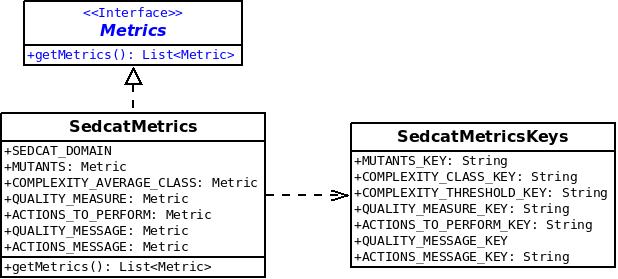 <<Interface>>
Metrics
+getMetrics(): List<Metric>
SedcatMetrics
+SEDCAT_DOMAIN
+MUTANTS: Metric
+COMPLEXITY_AVERAGE_CLASS: Metric
+QUALITY_MEASURE: Metric
+ACTIONS_TO_PERFORM: Metric
+QUALITY_MESSAGE: Metric
+ACTIONS_MESSAGE: Metric
+getMetrics(): List<Metric>
SedcatMetricsKeys
+MUTANTS_KEY: String
+COMPLEXITY_CLASS_KEY: String
+COMPLEXITY_THRESHOLD_KEY: String
+QUALITY_MEASURE_KEY: String
+ACTIONS_TO_PERFORM_KEY: String
+QUALITY_MESSAGE_KEY
+ACTIONS_MESSAGE_KEY: String